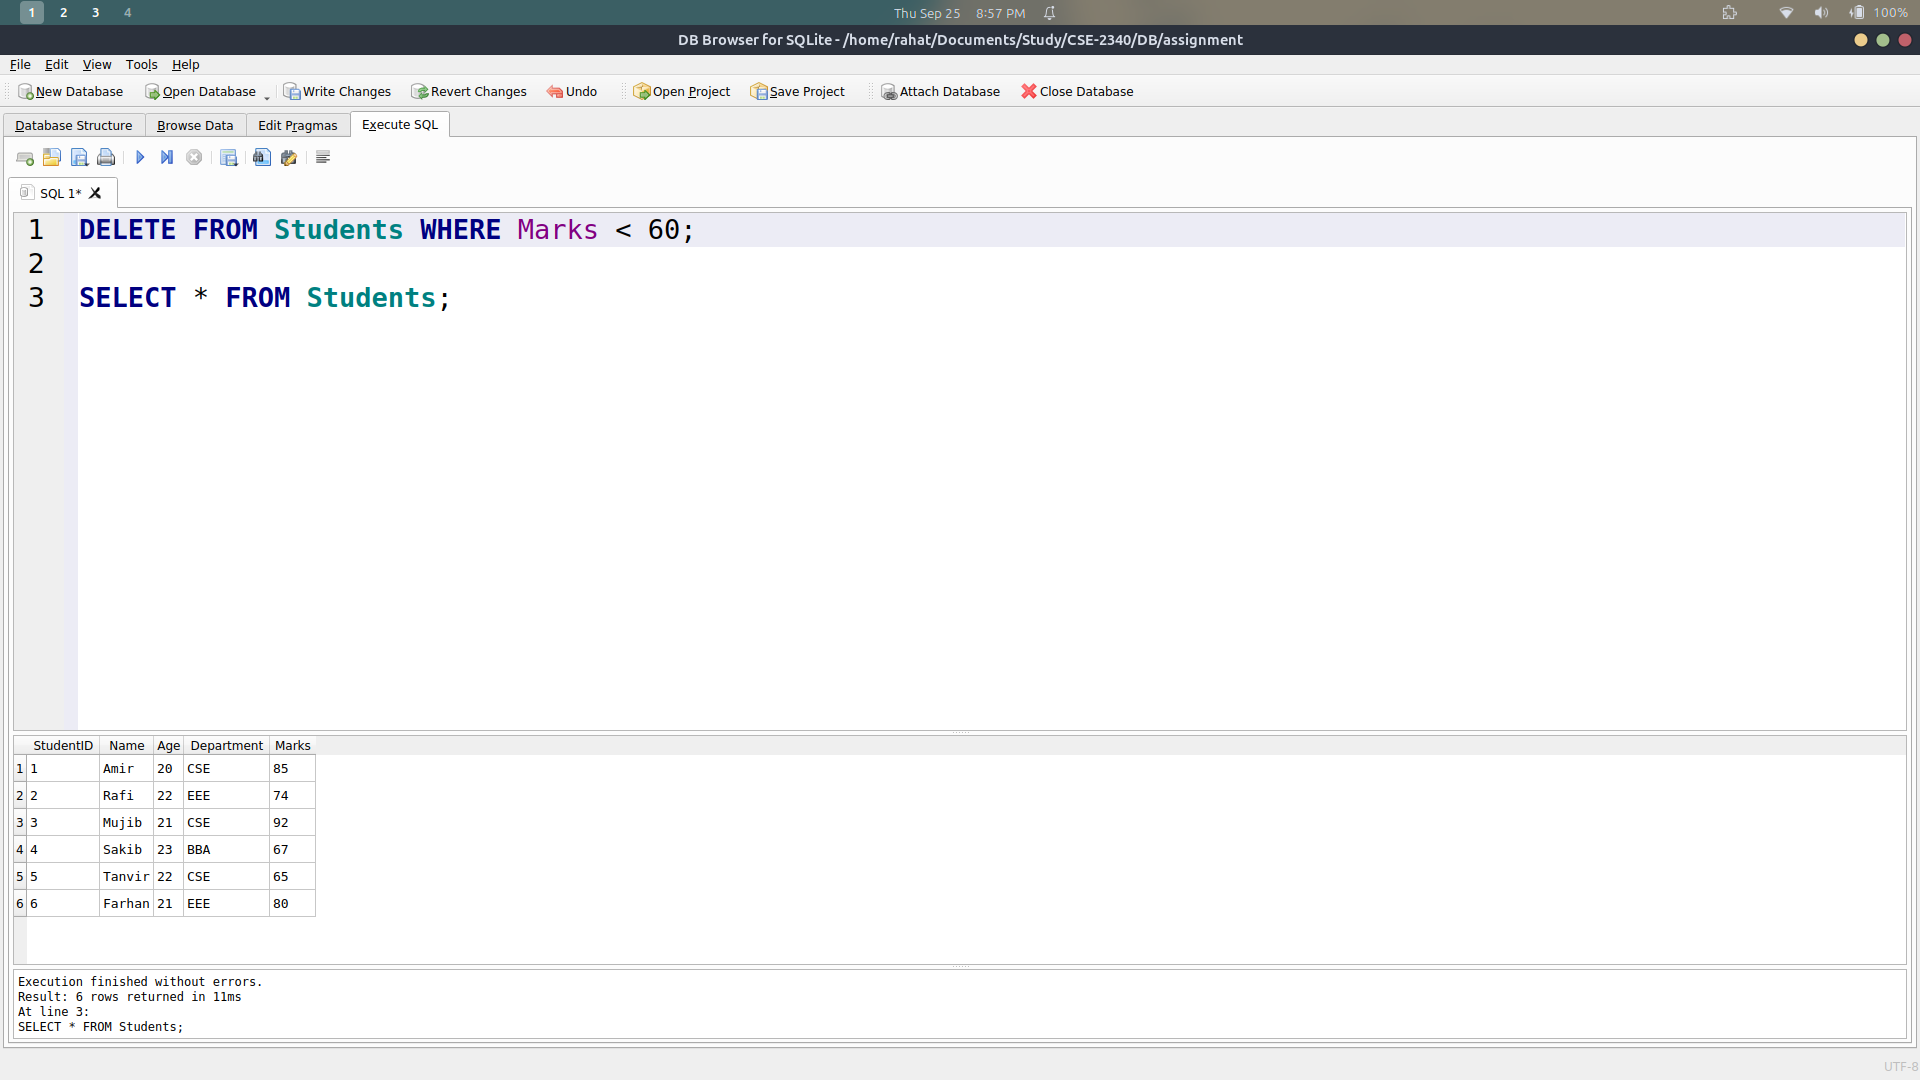 1 2 3 4 Thu Sep 25 8:57 PM 100%
DB Browser for SQLite - /home/rahat/Documents/Study/CSE-2340/DB/assignment
File Edit View Tools Help
New Database Open Database Write Changes Revert Changes Undo Open Project Save Project Attach Database Close Database
Database Structure Browse Data Edit Pragmas Execute SQL
SQL 1*
1 DELETE FROM Students WHERE Marks < 60;
2
3 SELECT * FROM Students;
StudentID Name Age Department Marks
1 1 Amir 20 CSE 85
2 2 Rafi 22 EEE 74
3 3 Mujib 21 CSE 92
4 4 Sakib 23 BBA 67
5 5 Tanvir 22 CSE 65
6 6 Farhan 21 EEE 80
Execution finished without errors.
Result: 6 rows returned in 11ms
At line 3:
SELECT * FROM Students;
UTF-8